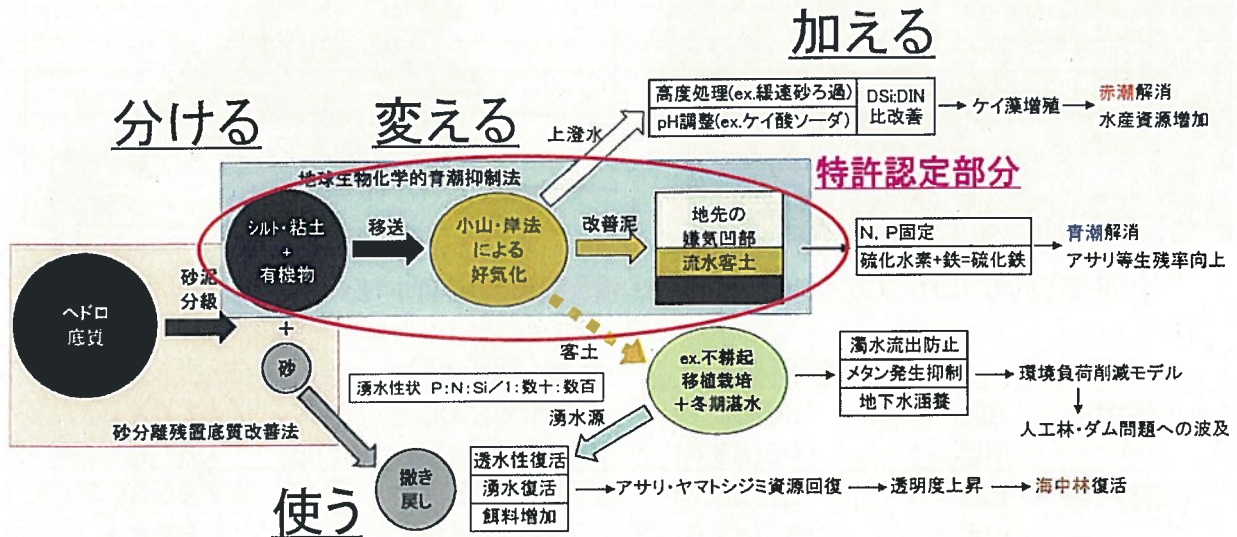 加える
分ける
変える
高度処理(ex.緩速砂ろ過)
pH調整(ex.ケイ酸ソーダ)
DSi:DIN
比改善
ケイ藻増殖
赤潮解消
水産資源増加
上澄水
地球生物化学的青潮抑制法
特許認定部分
シルト・粘土
+
有機物
移送
小山・岸法
による
好気化
改善泥
地先の
嫌気凹部
流水客土
N, P固定
硫化水素+鉄=硫化鉄
青潮解消
アサリ等生残率向上
ヘドロ
底質
砂泥
分級
+
砂
客土
ex.不耕起
移植栽培
+冬期湛水
濁水流出防止
メタン発生抑制
地下水涵養
環境負荷削減モデル
人工林・ダム問題への波及
湧水性状 P:N:Si/1:数十:数百
湧水源
砂分離残置底質改善法
使う
撒き
戻し
透水性復活
湧水復活
餌料増加
アサリ・ヤマトシジミ資源回復
透明度上昇
海中林復活